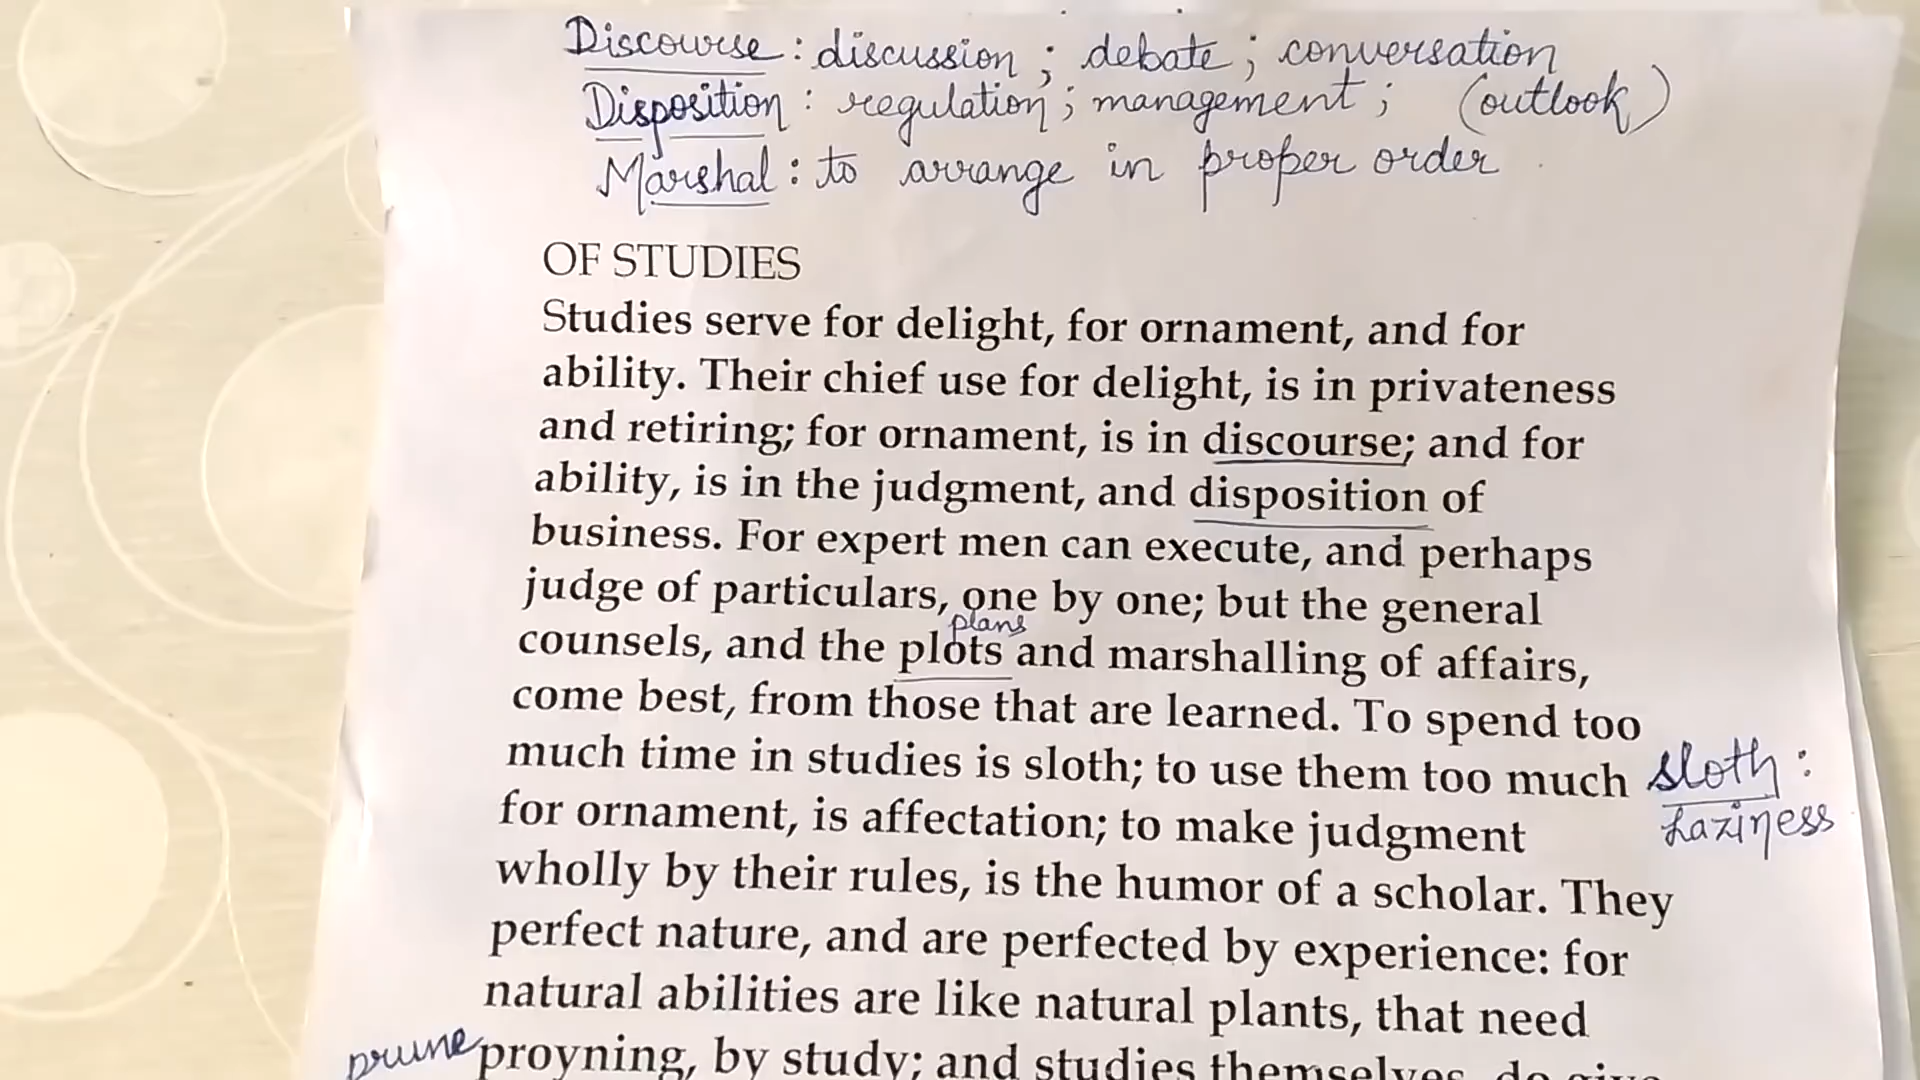 Discourse : discussion ; debate ; conversation
Disposition : regulation ; management ; (outlook)
Marshal : to arrange in proper order
OF STUDIES
Studies serve for delight, for ornament, and for
ability. Their chief use for delight, is in privateness
and retiring; for ornament, is in discourse; and for
ability, is in the judgment, and disposition of
business. For expert men can execute, and perhaps
judge of particulars, one by one; but the general
plans
counsels, and the plots and marshalling of affairs,
come best, from those that are learned. To spend too
much time in studies is sloth; to use them too much
sloth :
Laziness
for ornament, is affectation; to make judgment
wholly by their rules, is the humor of a scholar. They
perfect nature, and are perfected by experience: for
natural abilities are like natural plants, that need
prune
proyning, by study; and studies themselves, do give